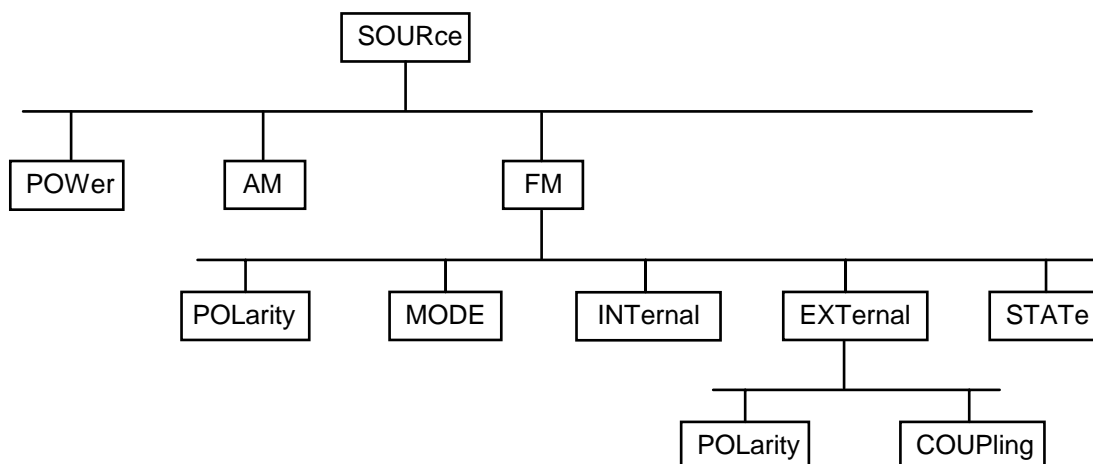 SOURce
POWer
AM
FM
POLarity
MODE
INTernal
EXTernal
STATe
POLarity
COUPling